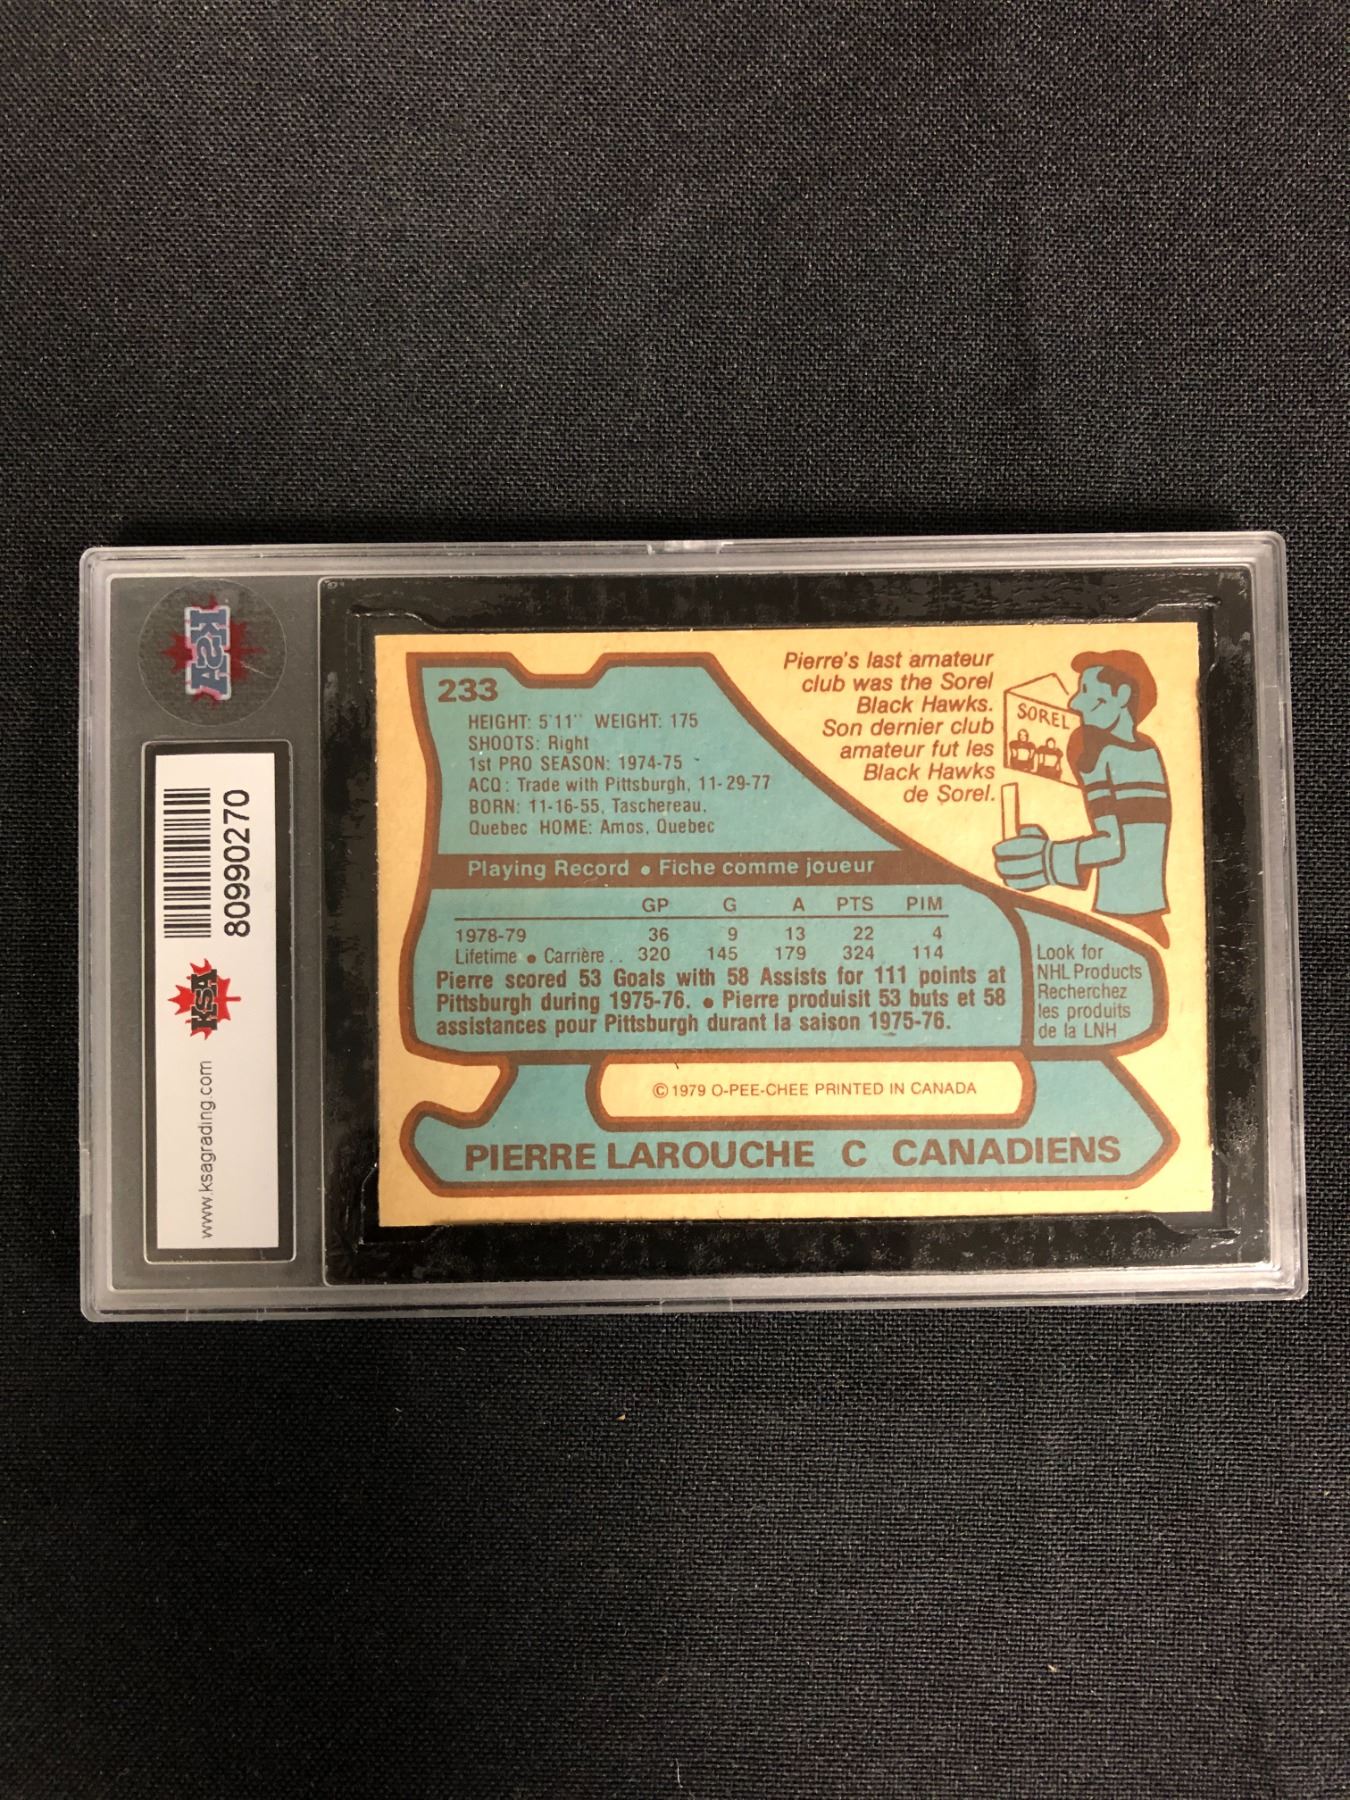 KSA
80990270
KSA
www.ksagrading.com
233
HEIGHT: 5'11" WEIGHT: 175
SHOOTS: Right
1st PRO SEASON: 1974-75
ACQ: Trade with Pittsburgh, 11-29-77
BORN: 11-16-55, Taschereau,
Quebec HOME: Amos, Quebec
Pierre's last amateur
club was the Sorel
Black Hawks.
Son dernier club
amateur fut les
Black Hawks
de Sorel.
SOREL
Playing Record • Fiche comme joueur
GP G A PTS PIM
1978-79 36 9 13 22 4
Lifetime • Carrière.. 320 145 179 324 114
Pierre scored 53 Goals with 58 Assists for 111 points at
Pittsburgh during 1975-76. • Pierre produisit 53 buts et 58
assistances pour Pittsburgh durant la saison 1975-76.
Look for
NHL Products
Recherchez
les produits
de la LNH
© 1979 O-PEE-CHEE PRINTED IN CANADA
PIERRE LAROUCHE C CANADIENS